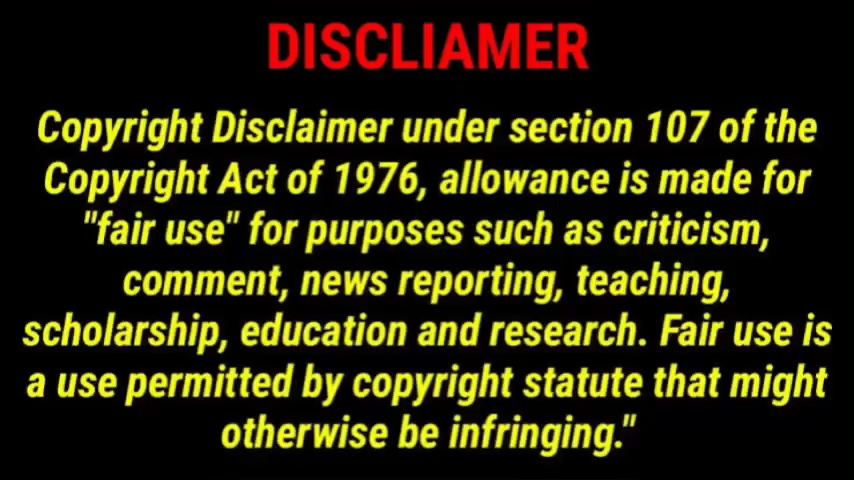 DISCLIAMER
Copyright Disclaimer under section 107 of the
Copyright Act of 1976, allowance is made for
"fair use" for purposes such as criticism,
comment, news reporting, teaching,
scholarship, education and research. Fair use is
a use permitted by copyright statute that might
otherwise be infringing."